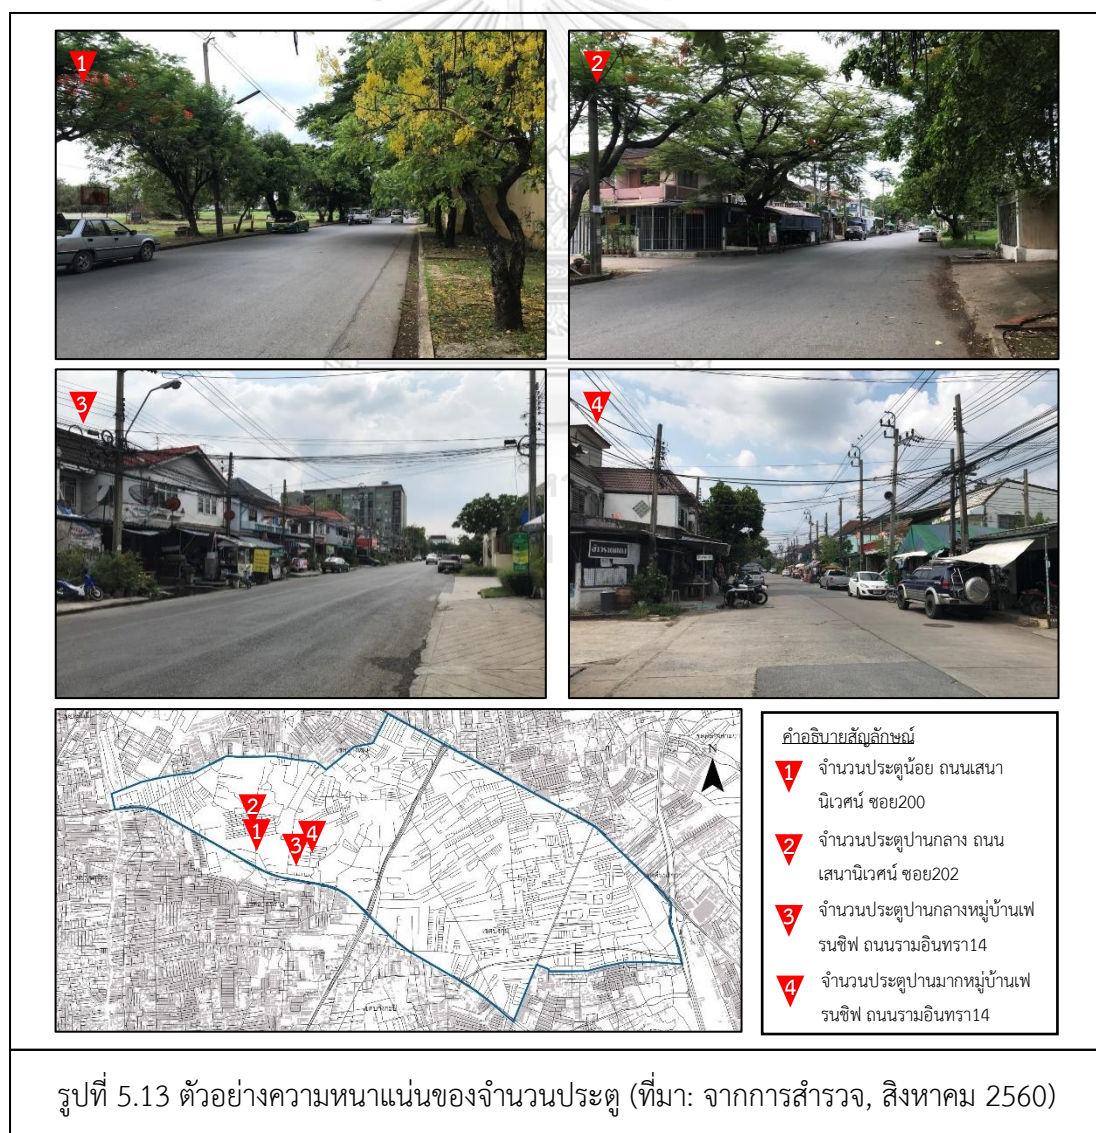 1
2
3
4
N
2
1
3
4
คำอธิบายสัญลักษณ์
1 จำนวนประตูน้อย ถนนเสนา
นิเวศน์ ซอย200
2 จำนวนประตูปานกลาง ถนน
เสนานิเวศน์ ซอย202
3 จำนวนประตูปานกลางหมู่บ้านเฟ
รนชิฟ ถนนรามอินทรา14
4 จำนวนประตูปานมากหมู่บ้านเฟ
รนชิฟ ถนนรามอินทรา14
รูปที่ 5.13 ตัวอย่างความหนาแน่นของจำนวนประตู (ที่มา: จากการสำรวจ, สิงหาคม 2560)